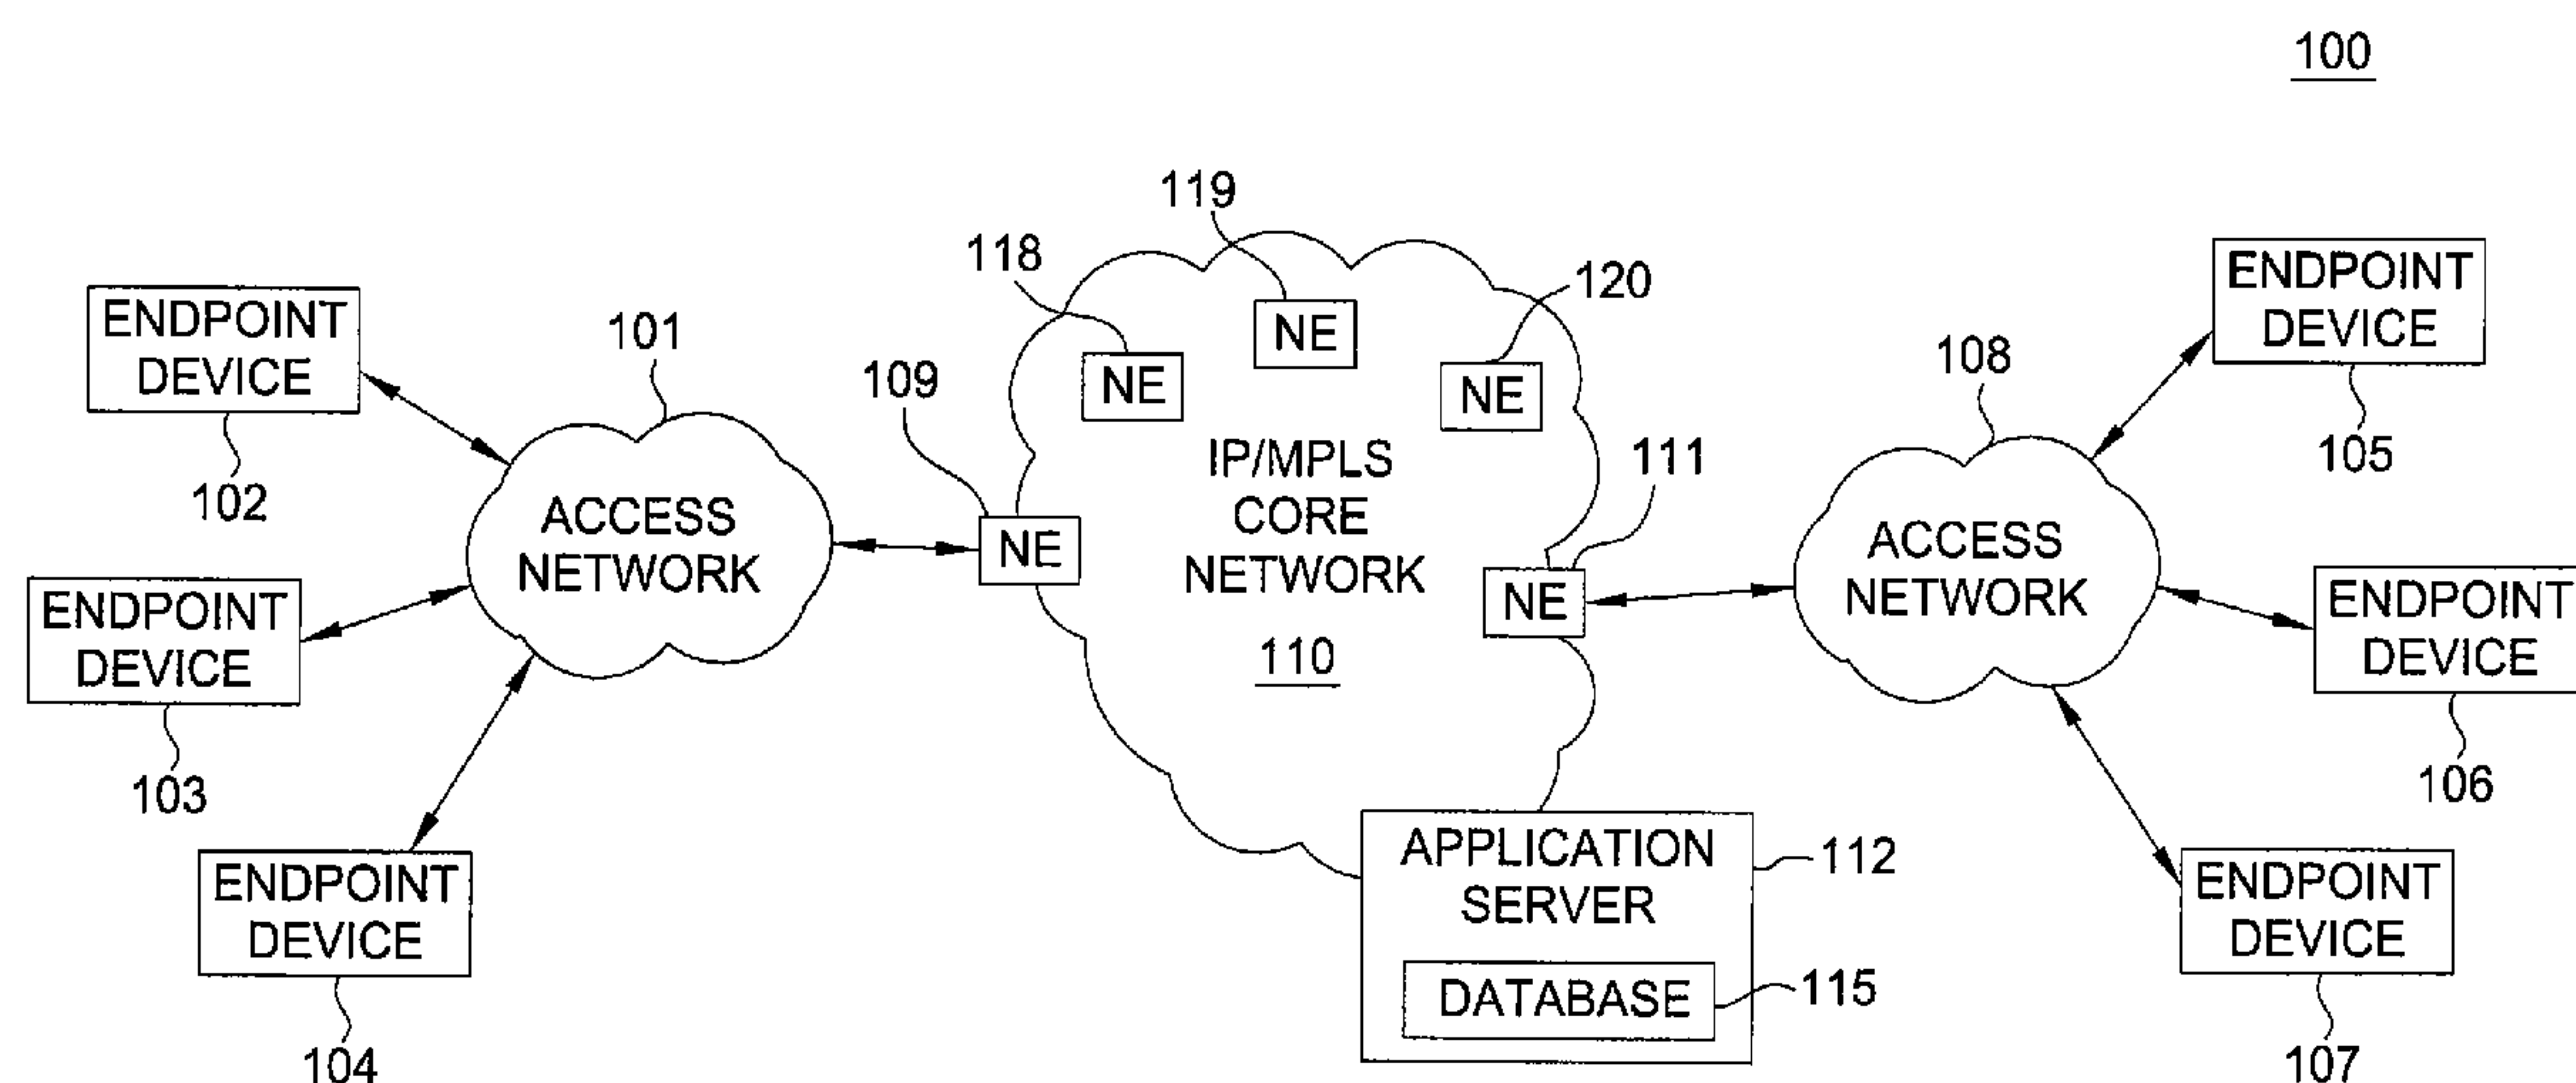 100
119
118
120
ENDPOINT
DEVICE
102
101
109
NE
NE
NE
IP/MPLS
CORE
NETWORK
110
111
108
ENDPOINT
DEVICE
105
ACCESS
NETWORK
NE
NE
ACCESS
NETWORK
ENDPOINT
DEVICE
103
ENDPOINT
DEVICE
106
ENDPOINT
DEVICE
104
APPLICATION
SERVER
112
DATABASE
115
ENDPOINT
DEVICE
107